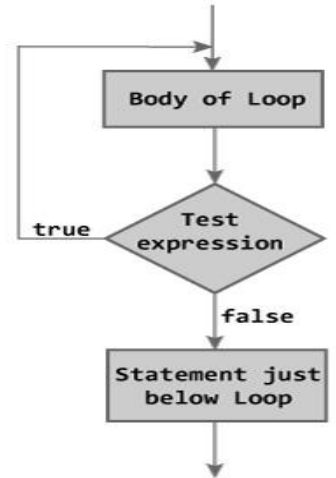 Body of Loop
Test
expression
true
false
Statement just
below Loop